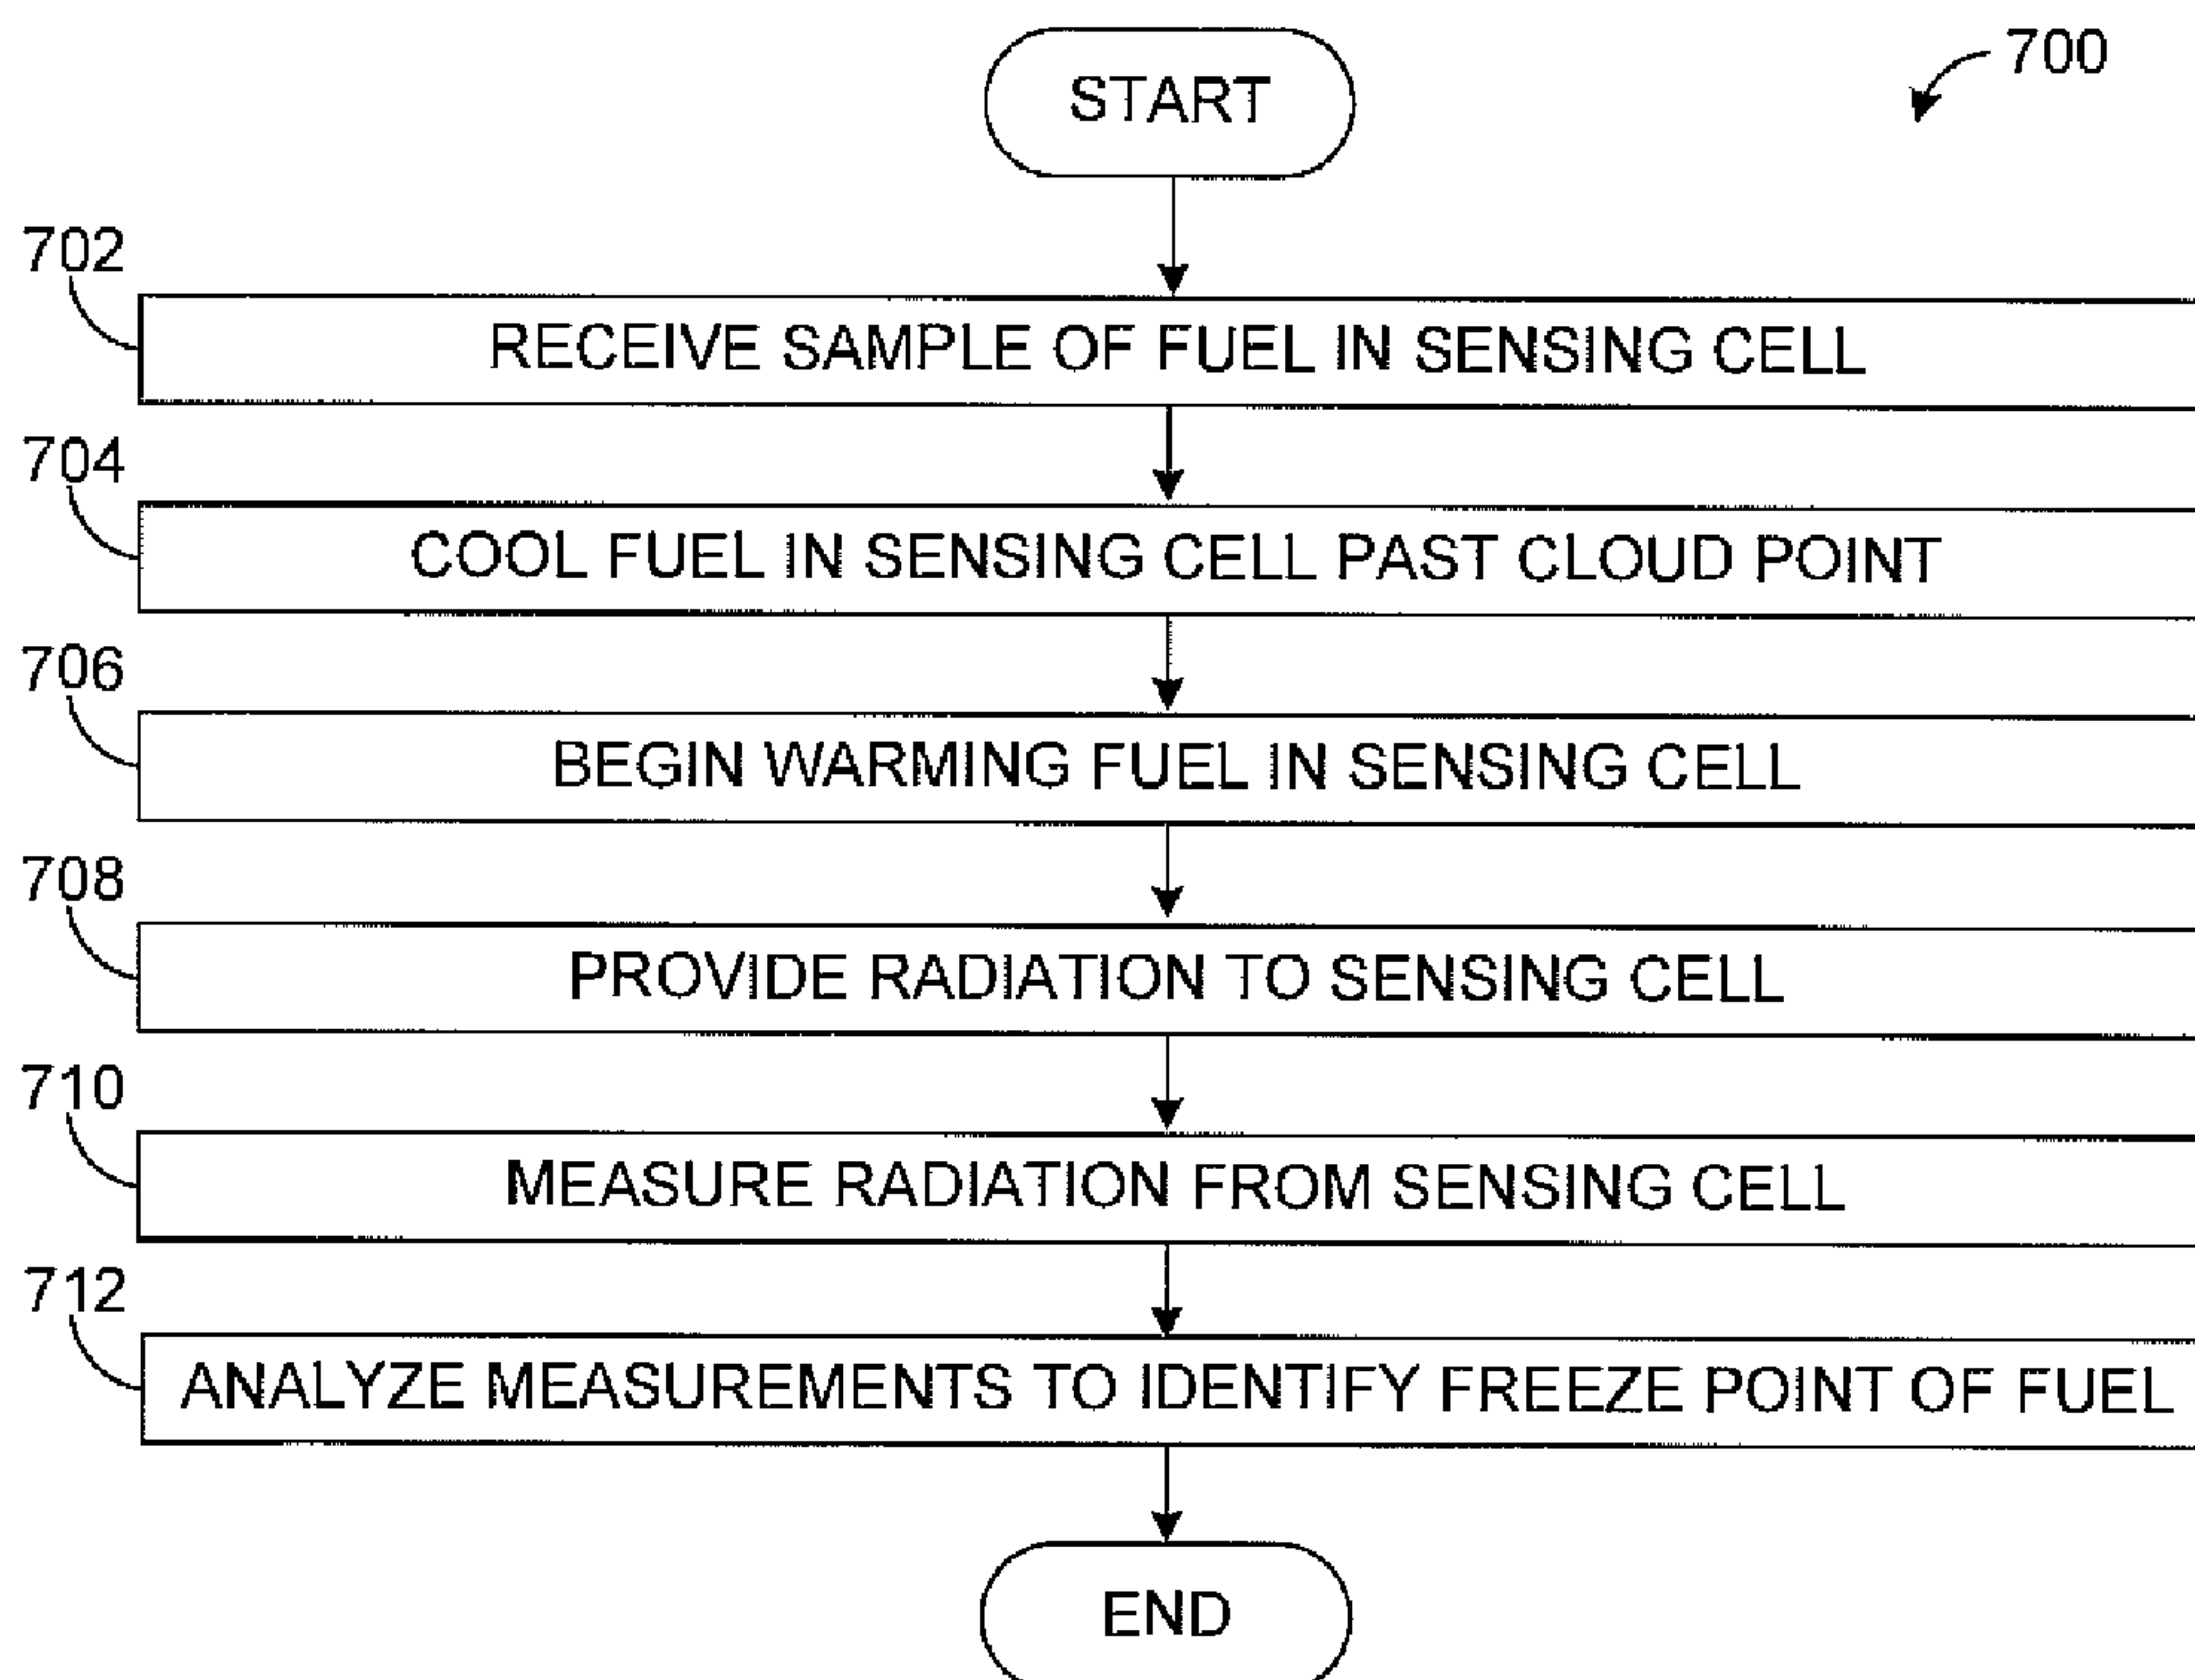 START
700
702
RECEIVE SAMPLE OF FUEL IN SENSING CELL
704
COOL FUEL IN SENSING CELL PAST CLOUD POINT
706
BEGIN WARMING FUEL IN SENSING CELL
708
PROVIDE RADIATION TO SENSING CELL
710
MEASURE RADIATION FROM SENSING CELL
712
ANALYZE MEASUREMENTS TO IDENTIFY FREEZE POINT OF FUEL
END